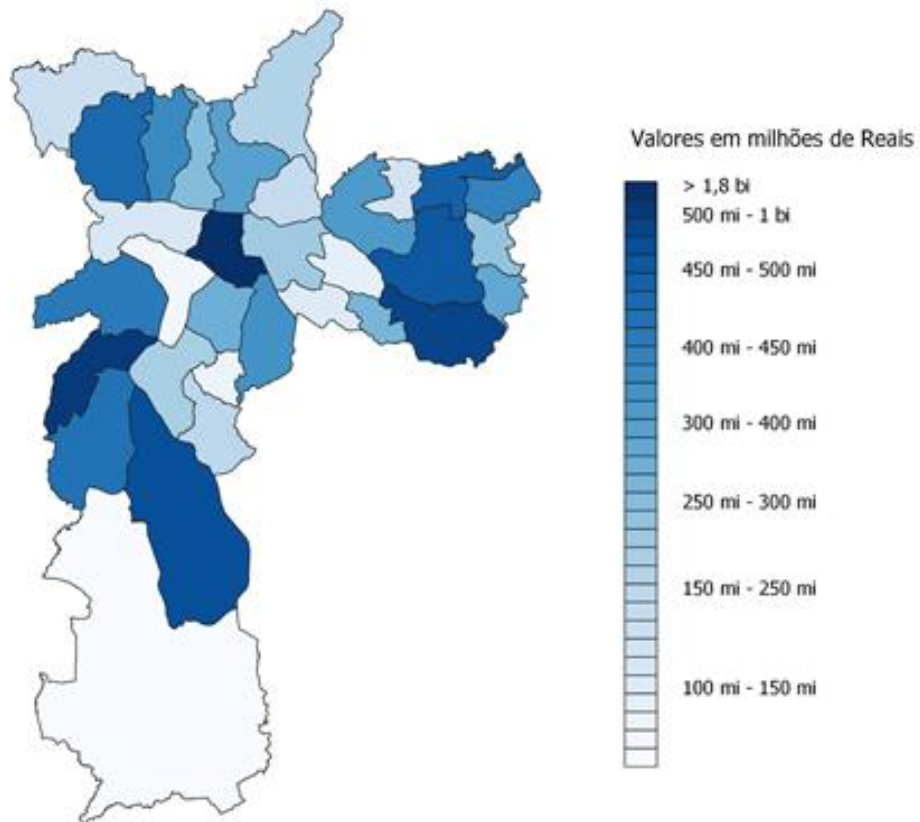 Valores em milhões de Reais
> 1,8 bi
500 mi - 1 bi
450 mi - 500 mi
400 mi - 450 mi
300 mi - 400 mi
250 mi - 300 mi
150 mi - 250 mi
100 mi - 150 mi